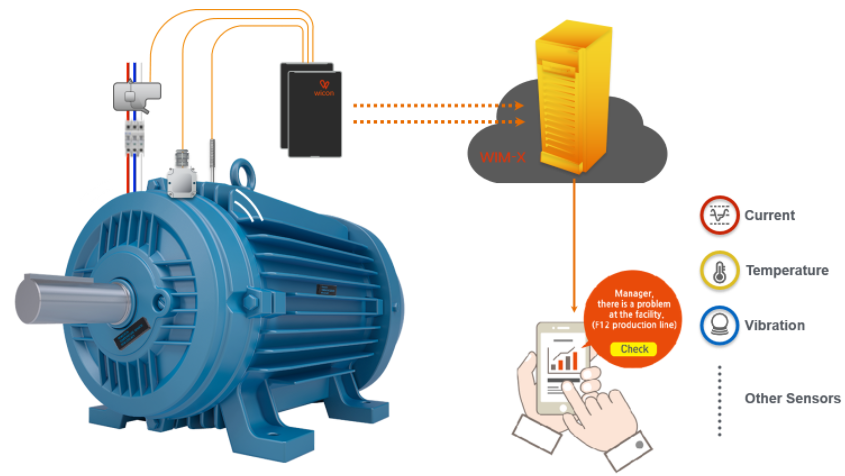 wicon
WiM-X
Manager,
there is a problem
at the facility.
(F12 production line)
Check
Current
Temperature
Vibration
Other Sensors